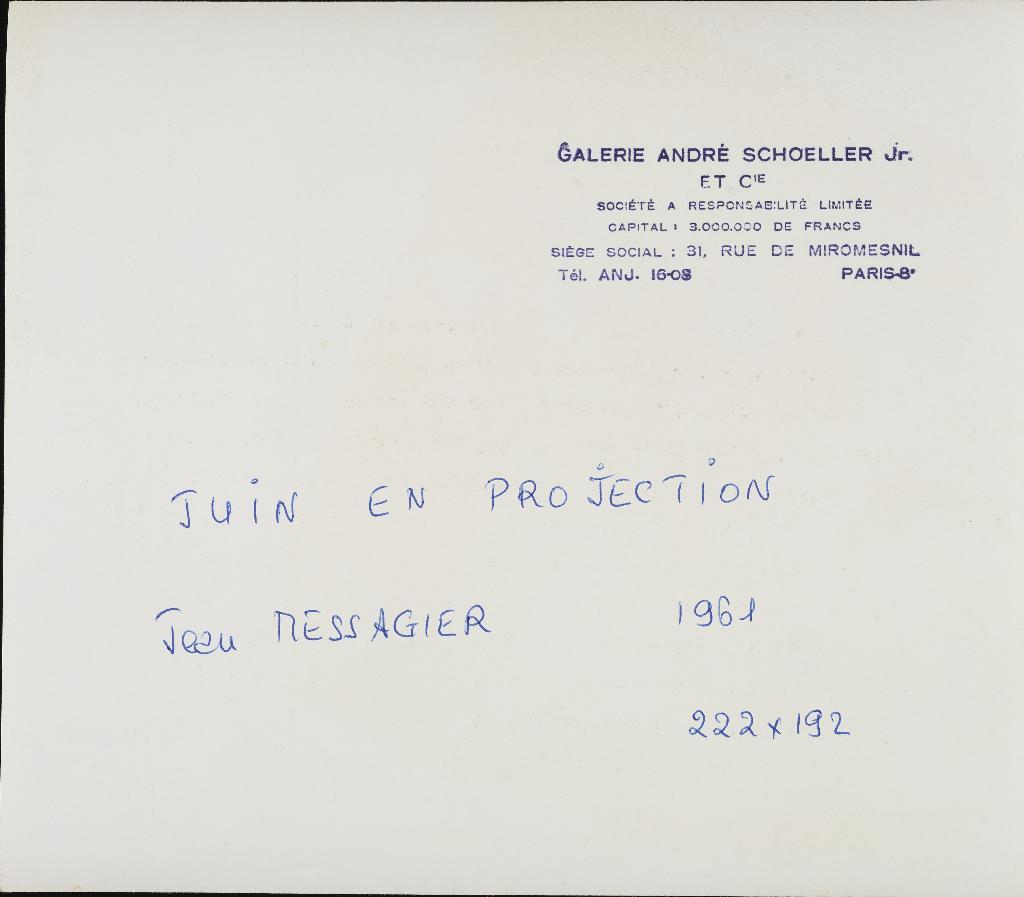 GALERIE ANDRÉ SCHOELLER Jr.
ET CIE
SOCIÉTÉ A RESPONSABILITÉ LIMITÉE
CAPITAL : 3.000.000 DE FRANCS
SIÈGE SOCIAL : 31, RUE DE MIROMESNIL
Tél. ANJ. 16-08 PARIS-8e
JUIN EN PROJECTION
Jean MESSAGIER 1961
222 x 192